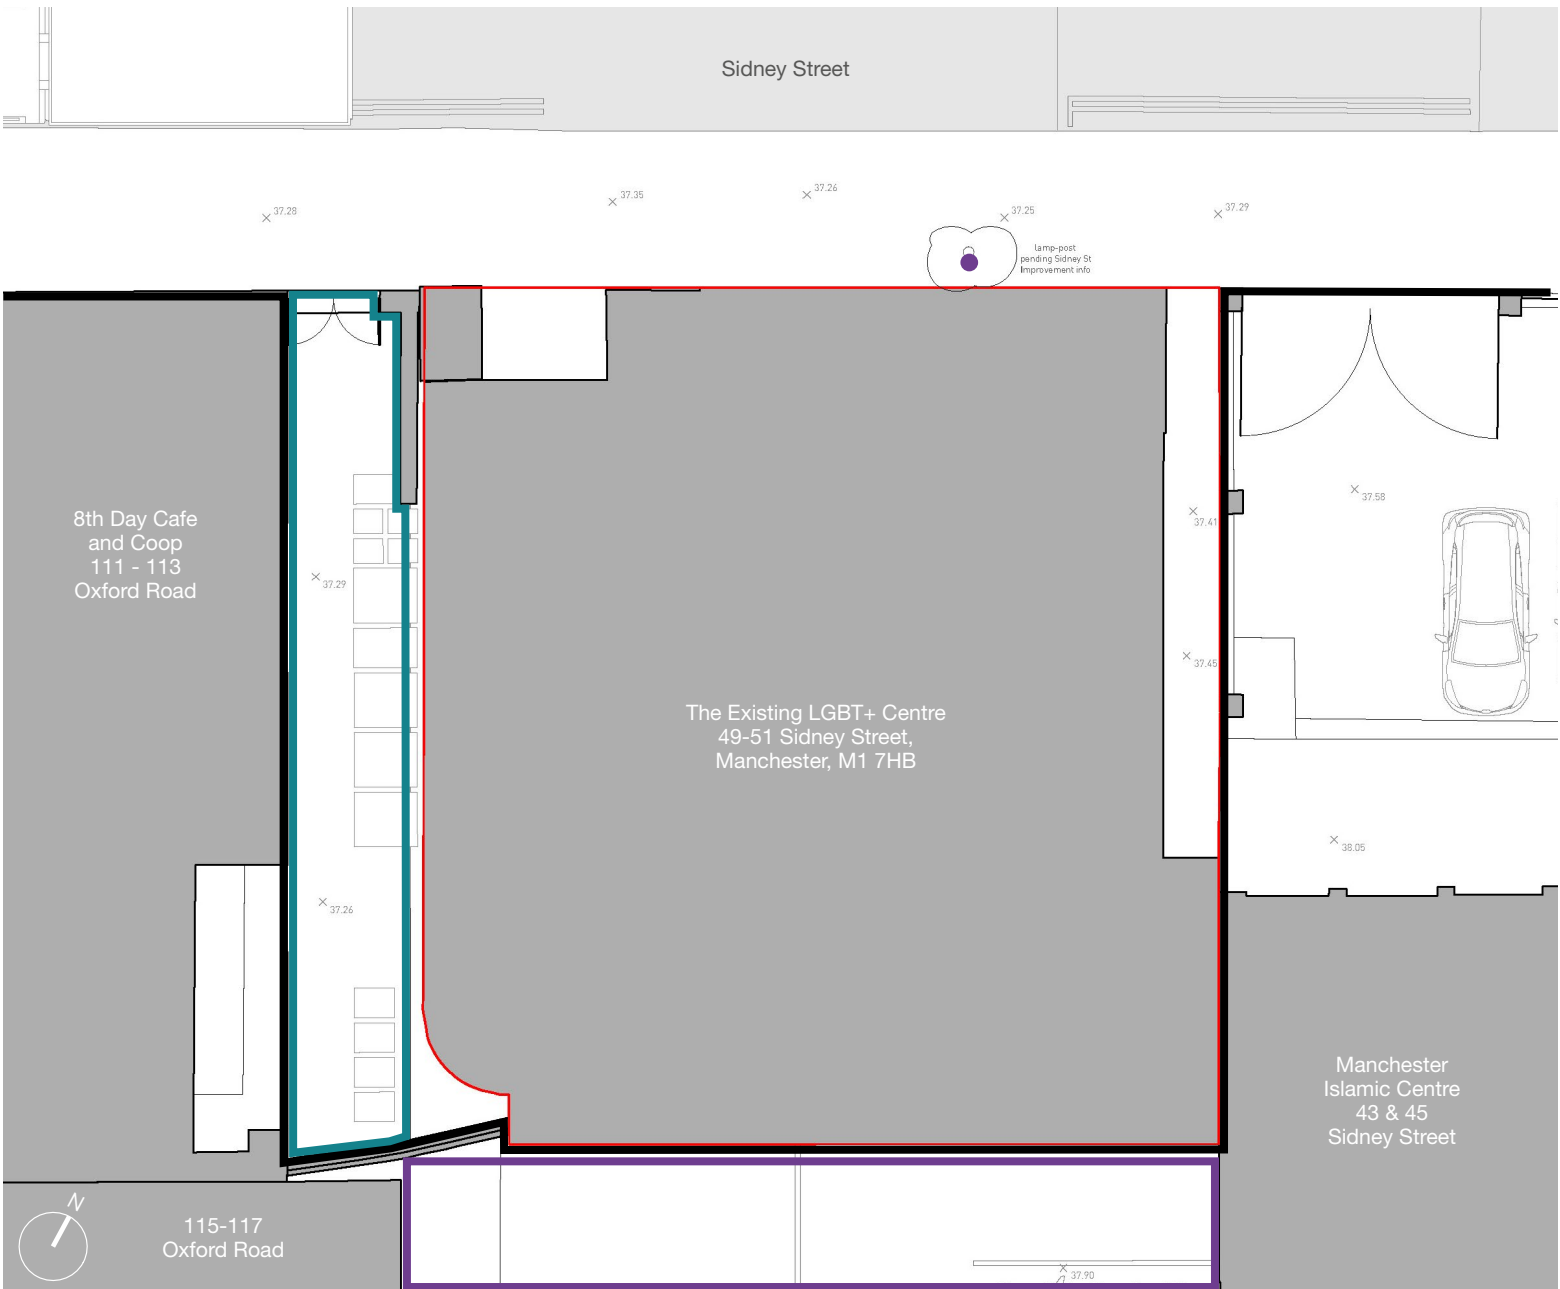 Sidney Street
37.28
37.35
37.26
37.25
37.29
lamp-post
pending Sidney St
Improvement info
8th Day Cafe
and Coop
111 - 113
Oxford Road
37.29
37.26
The Existing LGBT+ Centre
49-51 Sidney Street,
Manchester, M1 7HB
37.41
37.45
37.58
38.05
Manchester
Islamic Centre
43 & 45
Sidney Street
N
115-117
Oxford Road
37.90